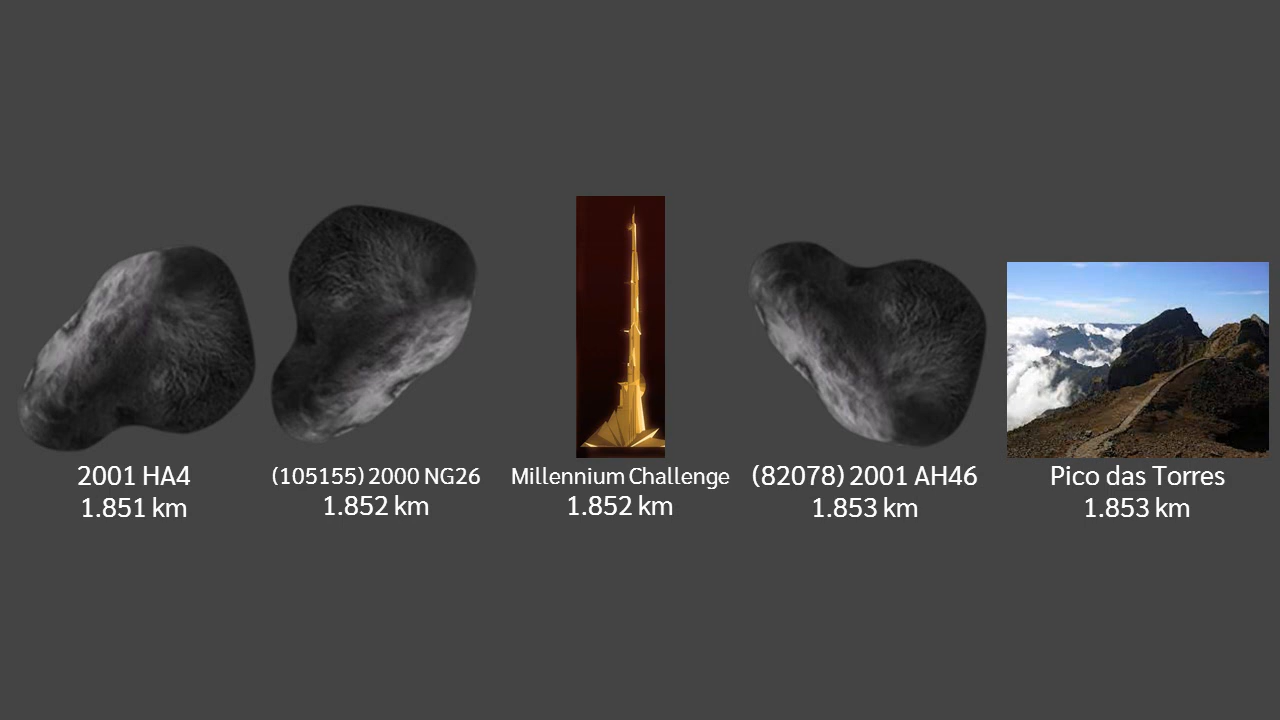 2001 HA4
1.851 km
(105155) 2000 NG26
1.852 km
Millennium Challenge
1.852 km
(82078) 2001 AH46
1.853 km
Pico das Torres
1.853 km